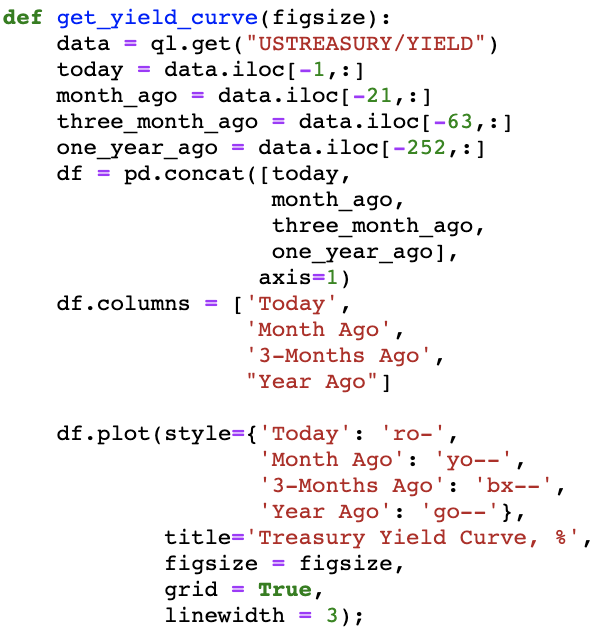 def get_yield_curve(figsize):
    data = ql.get("USTREASURY/YIELD")
    today = data.iloc[-1,:]
    month_ago = data.iloc[-21,:]
    three_month_ago = data.iloc[-63,:]
    one_year_ago = data.iloc[-252,:]
    df = pd.concat([today,
                    month_ago,
                    three_month_ago,
                    one_year_ago],
                   axis=1)
    df.columns = ['Today',
                  'Month Ago',
                  '3-Months Ago',
                  "Year Ago"]

    df.plot(style={'Today': 'ro-',
                   'Month Ago': 'yo--',
                   '3-Months Ago': 'bx--',
                   'Year Ago': 'go--'},
            title='Treasury Yield Curve, %',
            figsize = figsize,
            grid = True,
            linewidth = 3);